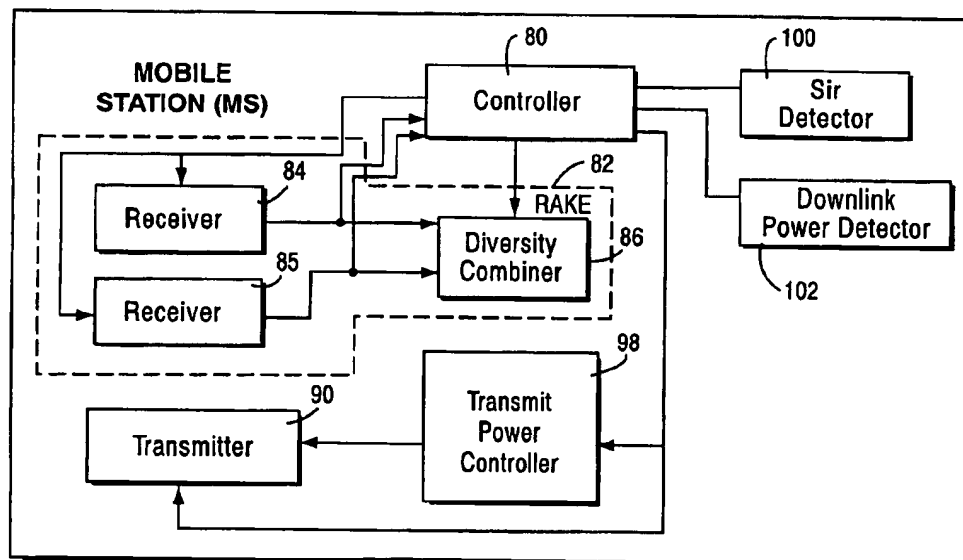 MOBILE
STATION (MS)
80
Controller
100
Sir
Detector
84
Receiver
82
RAKE
Diversity
Combiner
86
Downlink
Power Detector
102
85
Receiver
98
Transmit
Power
Controller
90
Transmitter